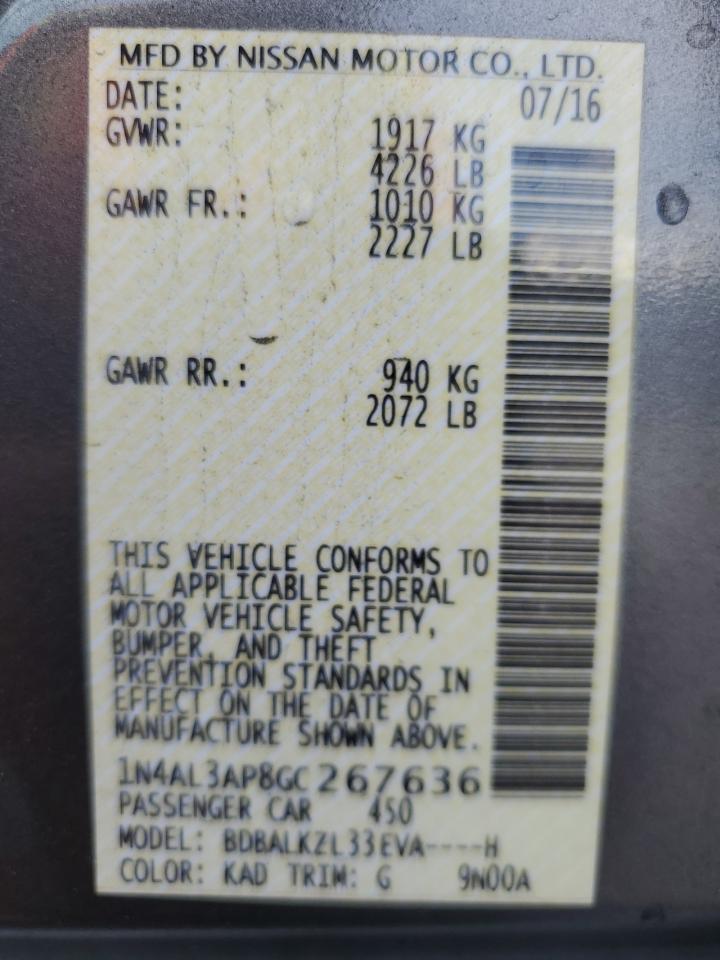 MFD BY NISSAN MOTOR CO., LTD.
DATE: 07/16
GVWR: 1917 KG
4226 LB
GAWR FR.: 1010 KG
2227 LB
GAWR RR.: 940 KG
2072 LB
THIS VEHICLE CONFORMS TO
ALL APPLICABLE FEDERAL
MOTOR VEHICLE SAFETY,
BUMPER, AND THEFT
PREVENTION STANDARDS IN
EFFECT ON THE DATE OF
MANUFACTURE SHOWN ABOVE.
1N4AL3AP8GC267636
PASSENGER CAR 450
MODEL: BDBALKZL33EVA----H
COLOR: KAD TRIM: G 9N00A